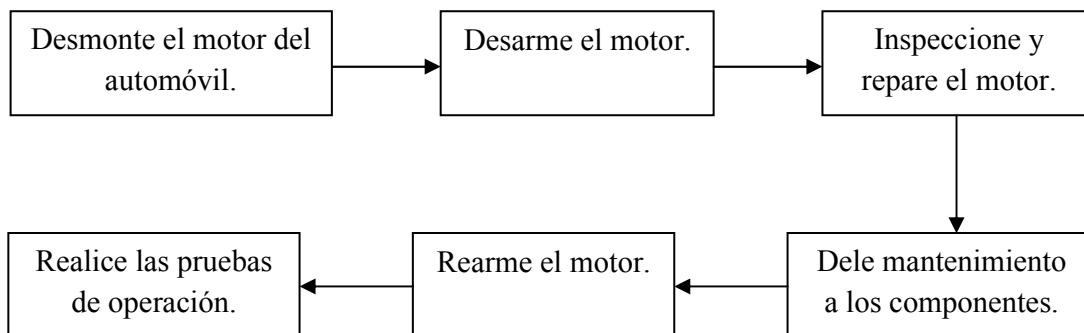 Desmonte el motor del
automóvil.
Desarme el motor.
Inspeccione y
repare el motor.
Dele mantenimiento
a los componentes.
Rearme el motor.
Realice las pruebas
de operación.